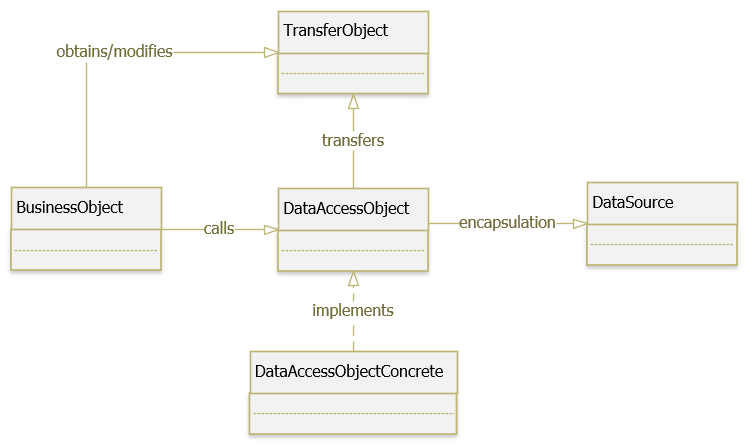 TransferObject
obtains/modifies
transfers
BusinessObject
DataAccessObject
DataSource
calls
encapsulation
implements
DataAccessObjectConcrete